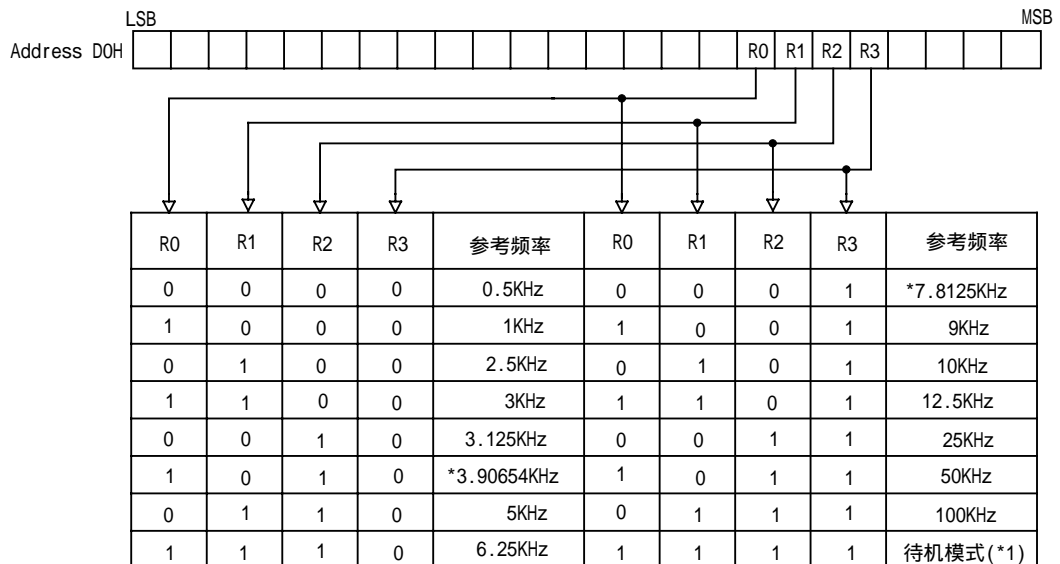 LSB MSB
Address D0H R0 R1 R2 R3
R0 R1 R2 R3 参考频率 R0 R1 R2 R3 参考频率
0 0 0 0 0.5KHz 0 0 0 1 *7.8125KHz
1 0 0 0 1KHz 1 0 0 1 9KHz
0 1 0 0 2.5KHz 0 1 0 1 10KHz
1 1 0 0 3KHz 1 1 0 1 12.5KHz
0 0 1 0 3.125KHz 0 0 1 1 25KHz
1 0 1 0 *3.90654KHz 1 0 1 1 50KHz
0 1 1 0 5KHz 0 1 1 1 100KHz
1 1 1 0 6.25KHz 1 1 1 1 待机模式(*1)